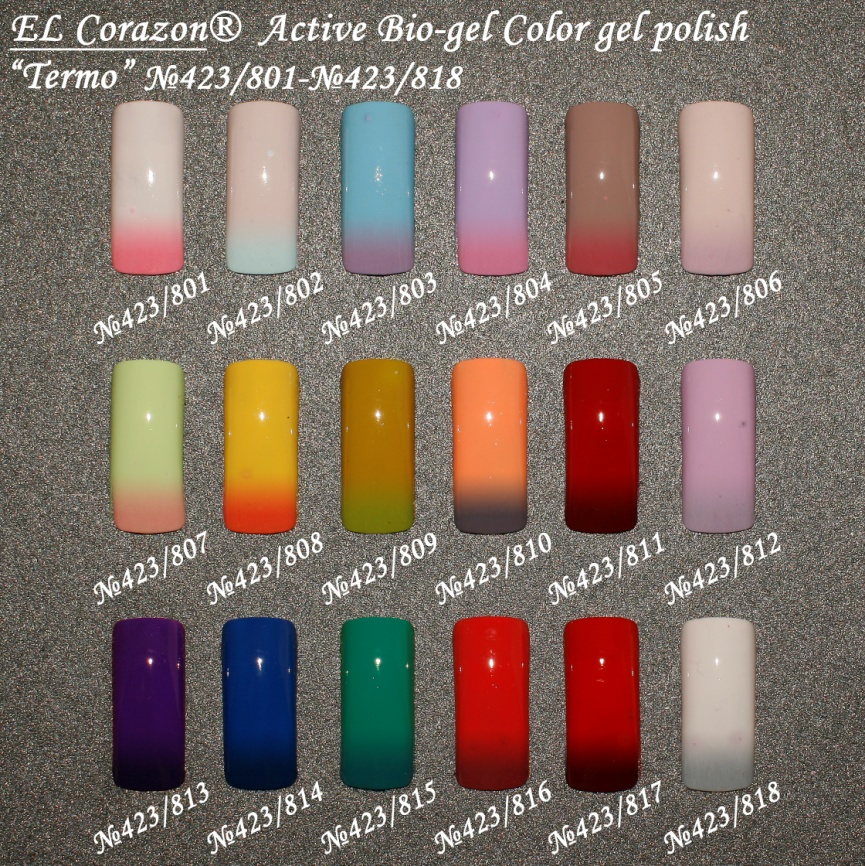 EL Corazon® Active Bio-gel Color gel polish
“Termo” №423/801-№423/818
№423/801 №423/802 №423/803 №423/804 №423/805 №423/806
№423/807 №423/808 №423/809 №423/810 №423/811 №423/812
№423/813 №423/814 №423/815 №423/816 №423/817 №423/818